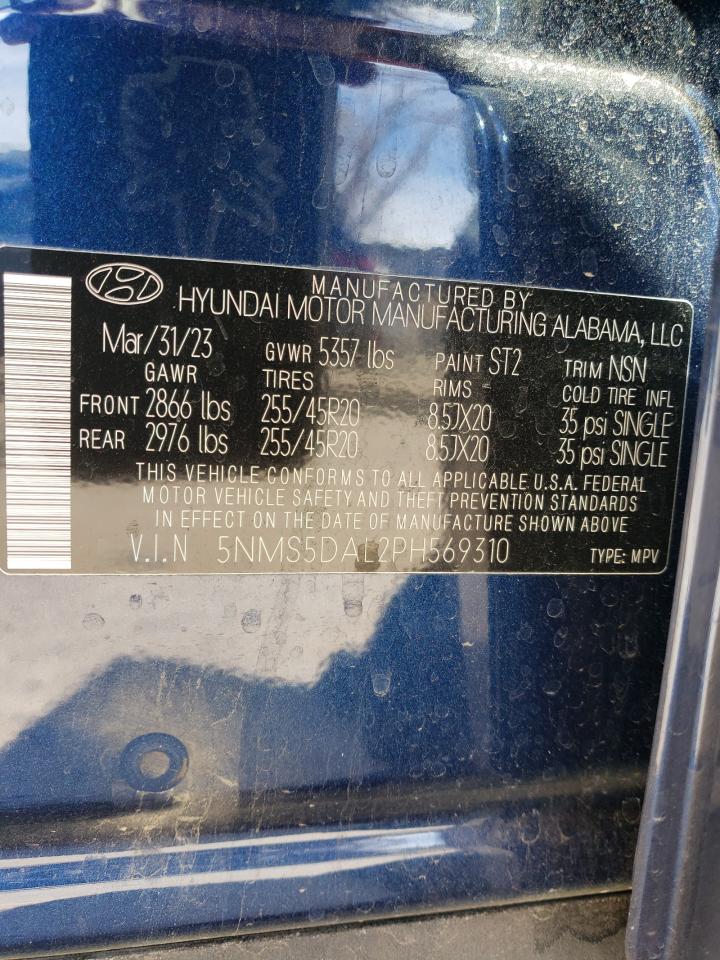 MANUFACTURED BY
HYUNDAI MOTOR MANUFACTURING ALABAMA, LLC
Mar/31/23 GVWR 5357 lbs PAINT ST2 TRIM NSN
GAWR TIRES RIMS COLD TIRE INFL
FRONT 2866 lbs 255/45R20 8.5JX20 35 psi SINGLE
REAR 2976 lbs 255/45R20 8.5JX20 35 psi SINGLE
THIS VEHICLE CONFORMS TO ALL APPLICABLE U.S.A. FEDERAL
MOTOR VEHICLE SAFETY AND THEFT PREVENTION STANDARDS
IN EFFECT ON THE DATE OF MANUFACTURE SHOWN ABOVE
V.I.N 5NMS5DAL2PH569310 TYPE: MPV